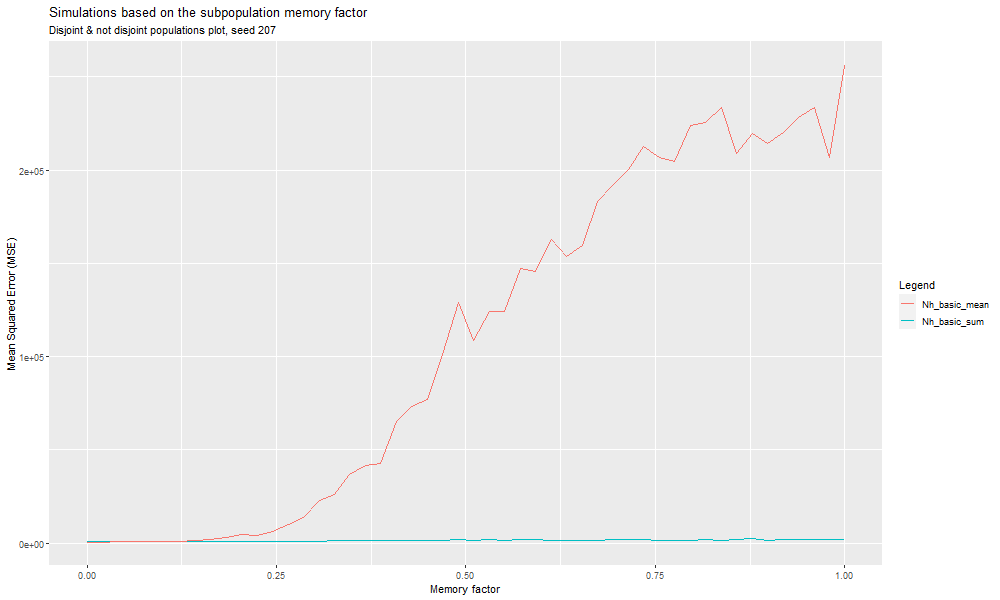 Simulations based on the subpopulation memory factor
Disjoint & not disjoint populations plot, seed 207
Mean Squared Error (MSE)
2e+05
1e+05
0e+00
0.00 0.25 0.50 0.75 1.00
Memory factor
Legend
Nh_basic_mean
Nh_basic_sum